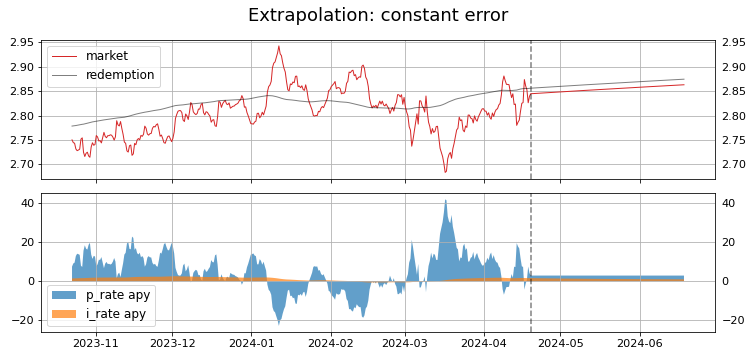 Extrapolation: constant error
2.95 2.95
market
redemption
2.90 2.90
2.85 2.85
2.80 2.80
2.75 2.75
2.70 2.70
40 40
20 20
0 0
p_rate apy
i_rate apy
−20 −20
2023-11 2023-12 2024-01 2024-02 2024-03 2024-04 2024-05 2024-06